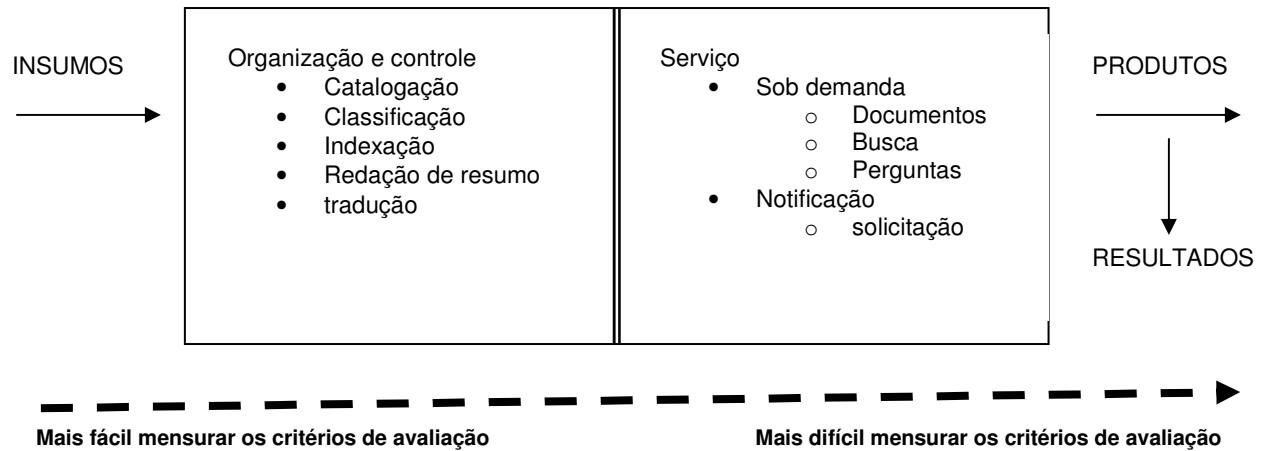 INSUMOS
Organização e controle
• Catalogação
• Classificação
• Indexação
• Redação de resumo
• tradução
Serviço
• Sob demanda
o Documentos
o Busca
o Perguntas
• Notificação
o solicitação
PRODUTOS
RESULTADOS
Mais fácil mensurar os critérios de avaliação
Mais difícil mensurar os critérios de avaliação